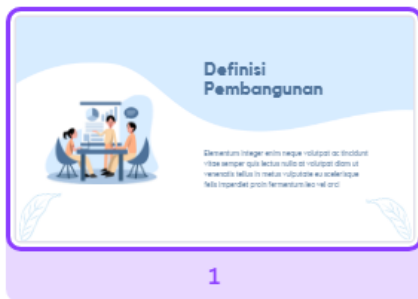 Definisi
Pembangunan
Elementum integer enim neque volutpat ac tincidunt
vitae semper quis lectus nulla at volutpat diam ut
venenatis tellus in metus vulputate eu scelerisque
felis imperdiet proin fermentum leo vel orci
1